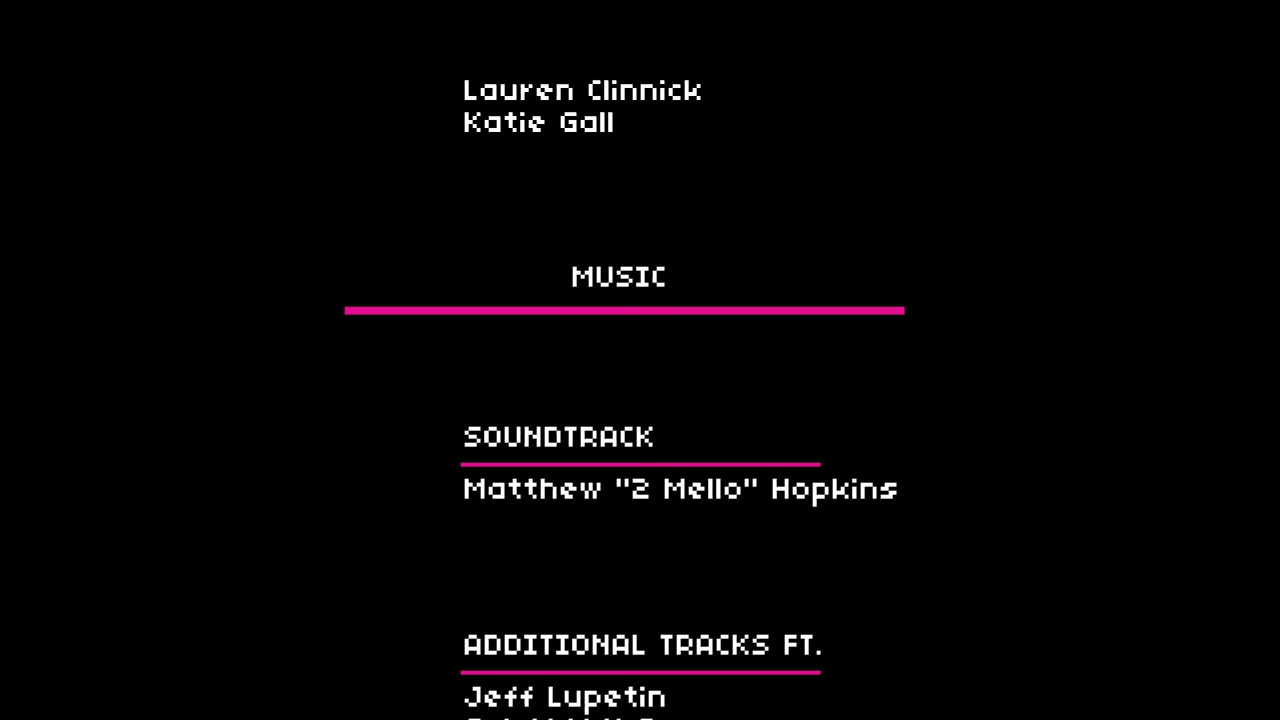 Lauren Clinnick
Katie Gall
MUSIC
SOUNDTRACK
Matthew "2 Mello" Hopkins
ADDITIONAL TRACKS FT.
Jeff Lupetin